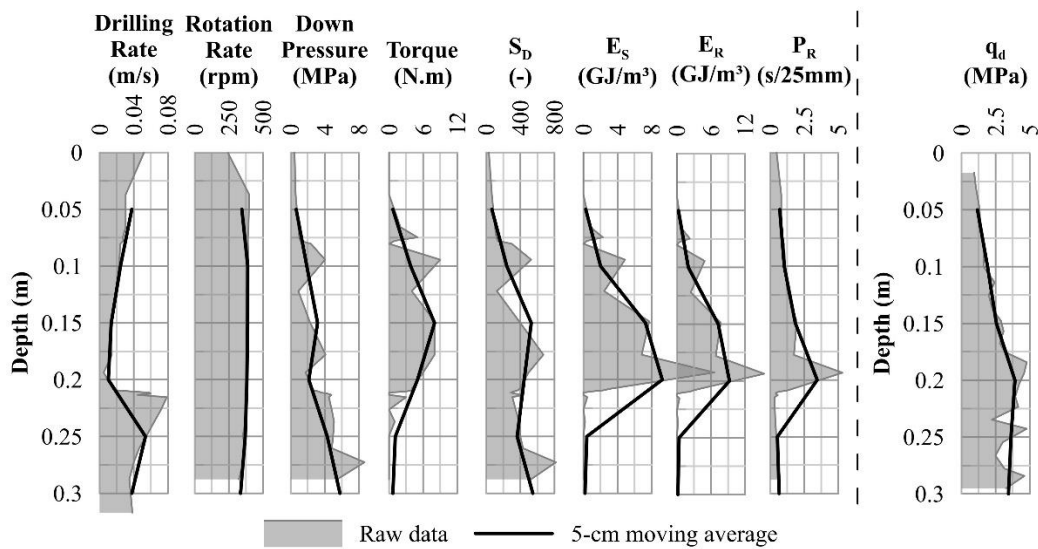 Drilling Rate (m/s)
Rotation Rate (rpm)
Down Pressure (MPa)
Torque (N.m)
S_D (-)
E_S (GJ/m³)
E_R (GJ/m³)
P_R (s/25mm)
q_d (MPa)
0 0.04 0.08
0 250 500
0 4 8
0 6 12
0 400 800
0 4 8
0 6 12
0 2.5 5
0 2.5 5
Depth (m)
0
0.05
0.1
0.15
0.2
0.25
0.3
Depth (m)
0
0.05
0.1
0.15
0.2
0.25
0.3
Raw data
5-cm moving average